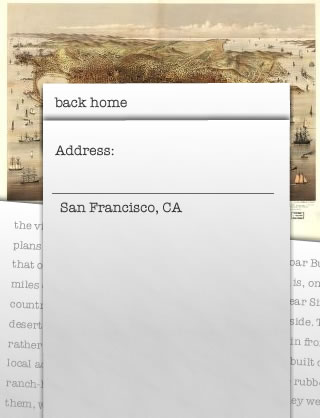 back home
Address:
San Francisco, CA
the v
plans
that o
miles
countr
desert
rather
local a
ranch-
them, w
oar Bu
is, on
ear Si
side. T
in fro
built o
rubb
ey we